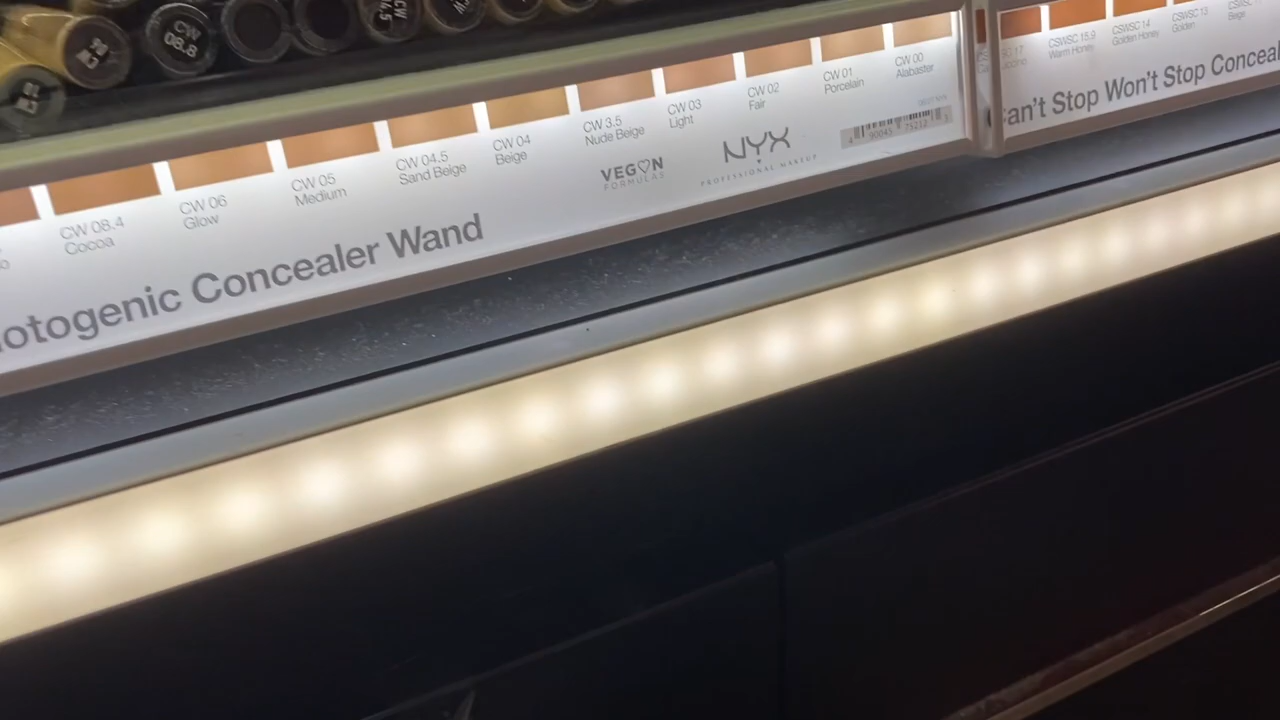 CW
08.8
CW 08.4
Cocoa
CW 06
Glow
CW 05
Medium
CW 04.5
Sand Beige
CW 04
Beige
CW 3.5
Nude Beige
CW 03
Light
CW 02
Fair
CW 01
Porcelain
CW 00
Alabaster
otogenic Concealer Wand
VEGAN
FORMULAS
NYX
PROFESSIONAL MAKEUP
CSWSC 15.9
Warm Honey
CSWSC 14
Golden Honey
CSWSC 13
Golden
Beige
an't Stop Won't Stop Conceal